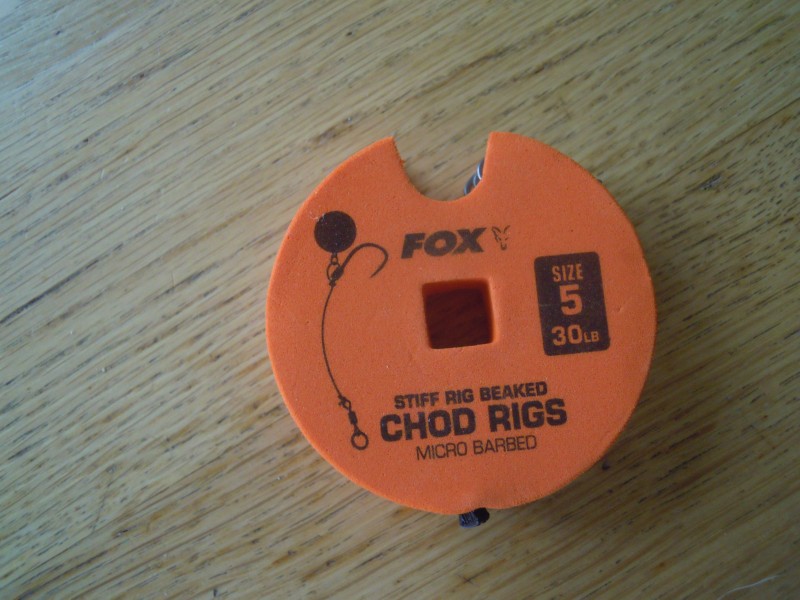 FOX
SIZE
5
30LB
STIFF RIG BEAKED
CHOD RIGS
MICRO BARBED